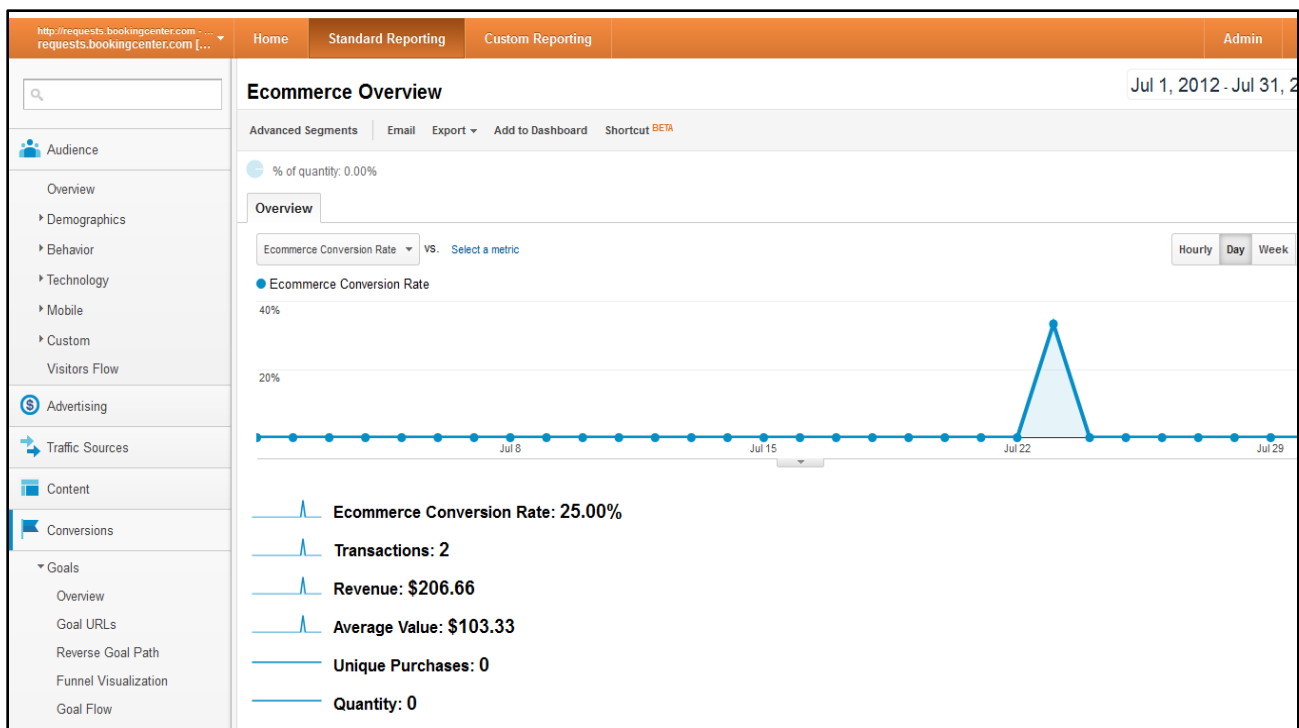 http://requests.bookingcenter.com - ...
requests.bookingcenter.com [...
Home
Standard Reporting
Custom Reporting
Admin
Ecommerce Overview
Jul 1, 2012 - Jul 31, 2
Advanced Segments
Email
Export
Add to Dashboard
Shortcut BETA
Audience
% of quantity: 0.00%
Overview
Demographics
Behavior
Technology
Mobile
Custom
Visitors Flow
Advertising
Traffic Sources
Content
Conversions
Goals
Overview
Goal URLs
Reverse Goal Path
Funnel Visualization
Goal Flow
Overview
Ecommerce Conversion Rate
VS.
Select a metric
Hourly
Day
Week
Ecommerce Conversion Rate
40%
20%
Jul 8
Jul 15
Jul 22
Jul 29
Ecommerce Conversion Rate: 25.00%
Transactions: 2
Revenue: $206.66
Average Value: $103.33
Unique Purchases: 0
Quantity: 0